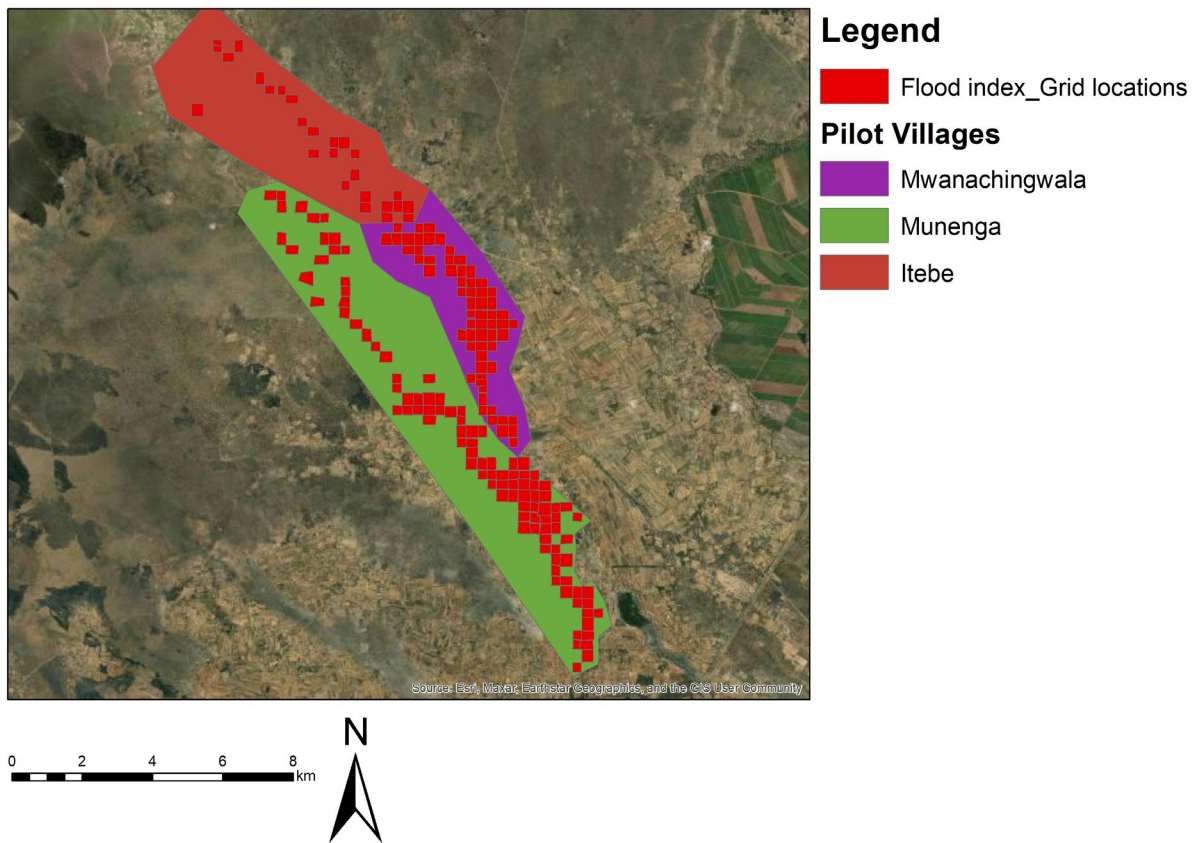 Legend
Flood index_Grid locations
Pilot Villages
Mwanachingwala
Munenga
Itebe
Source: Esri, Maxar, Earthstar Geographics, and the GIS User Community
N
0 2 4 6 8
km